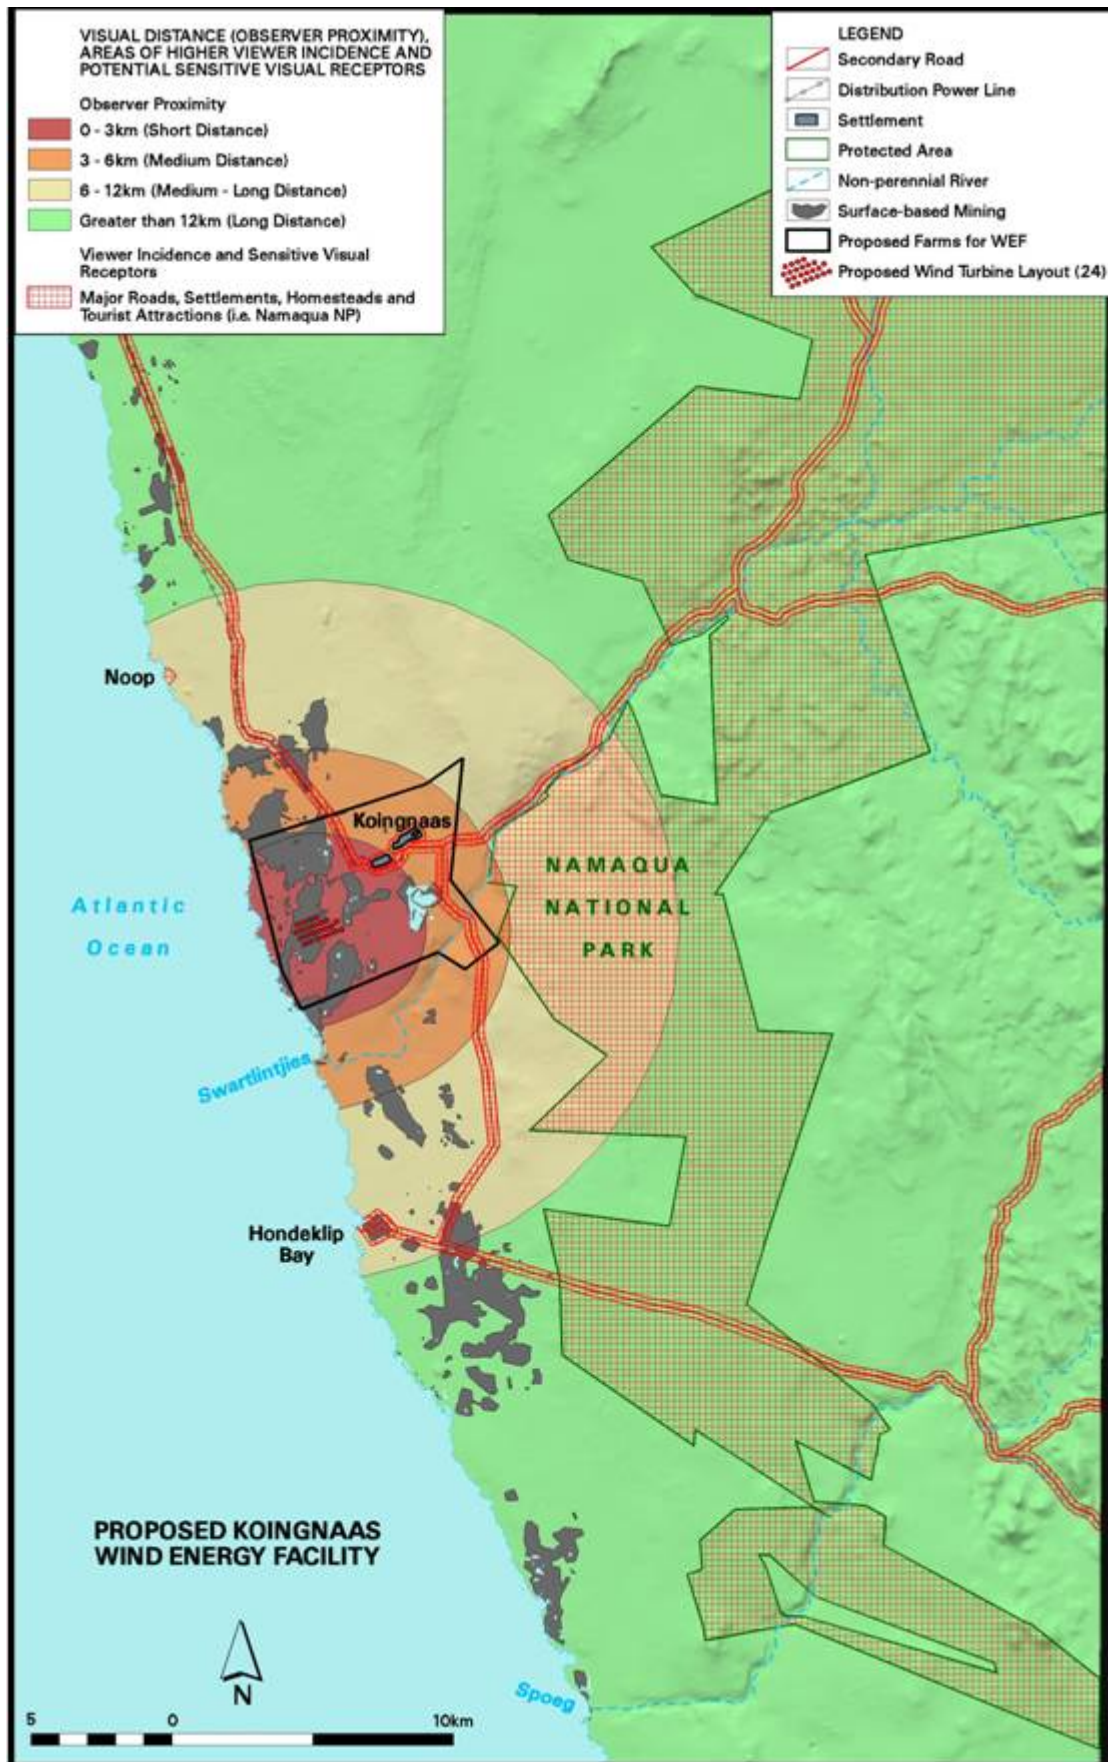 VISUAL DISTANCE (OBSERVER PROXIMITY),
AREAS OF HIGHER VIEWER INCIDENCE AND
POTENTIAL SENSITIVE VISUAL RECEPTORS
Observer Proximity
0 - 3km (Short Distance)
3 - 6km (Medium Distance)
6 - 12km (Medium - Long Distance)
Greater than 12km (Long Distance)
Viewer Incidence and Sensitive Visual
Receptors
Major Roads, Settlements, Homesteads and
Tourist Attractions (i.e. Namaqua NP)
LEGEND
Secondary Road
Distribution Power Line
Settlement
Protected Area
Non-perennial River
Surface-based Mining
Proposed Farms for WEF
Proposed Wind Turbine Layout (24)
Noop
Koingnaas
NAMAQUA
NATIONAL
PARK
Atlantic
Ocean
Swartlintjies
Hondeklip
Bay
PROPOSED KOINGNAAS
WIND ENERGY FACILITY
N
Spoeg
5 0 10km